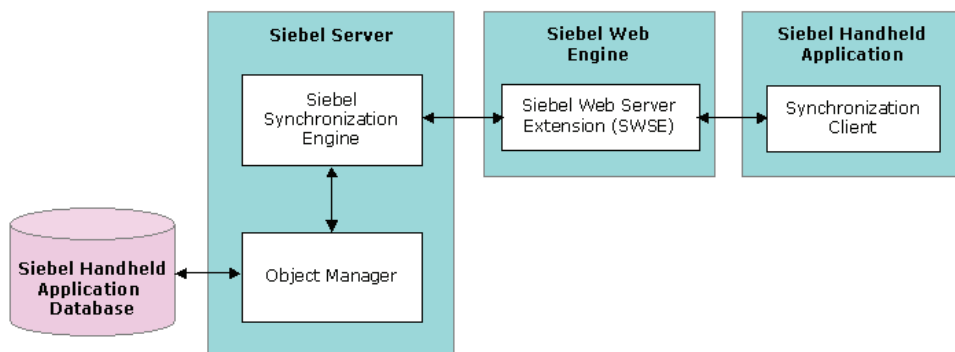 Siebel Server
Siebel
Synchronization
Engine
Object Manager
Siebel Handheld
Application
Database
Siebel Web
Engine
Siebel Web Server
Extension (SWSE)
Siebel Handheld
Application
Synchronization
Client